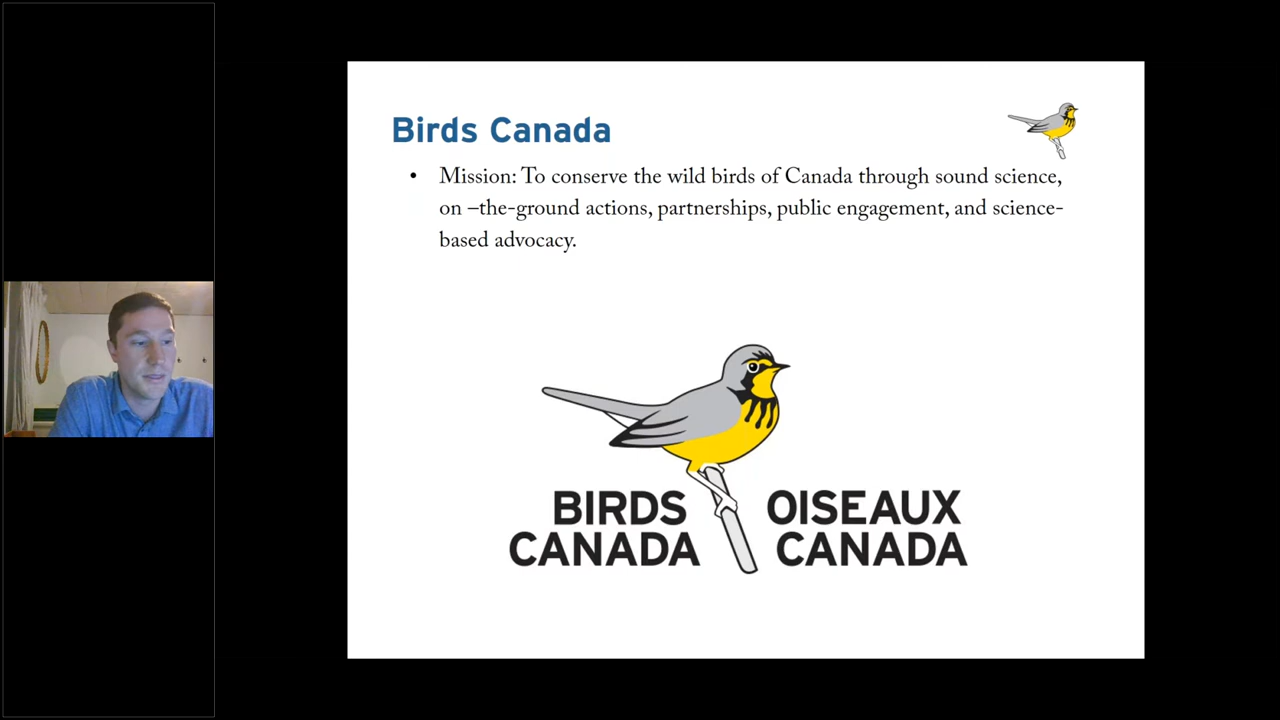 Birds Canada
• Mission: To conserve the wild birds of Canada through sound science,
on –the-ground actions, partnerships, public engagement, and science-
based advocacy.
BIRDS CANADA
OISEAUX CANADA